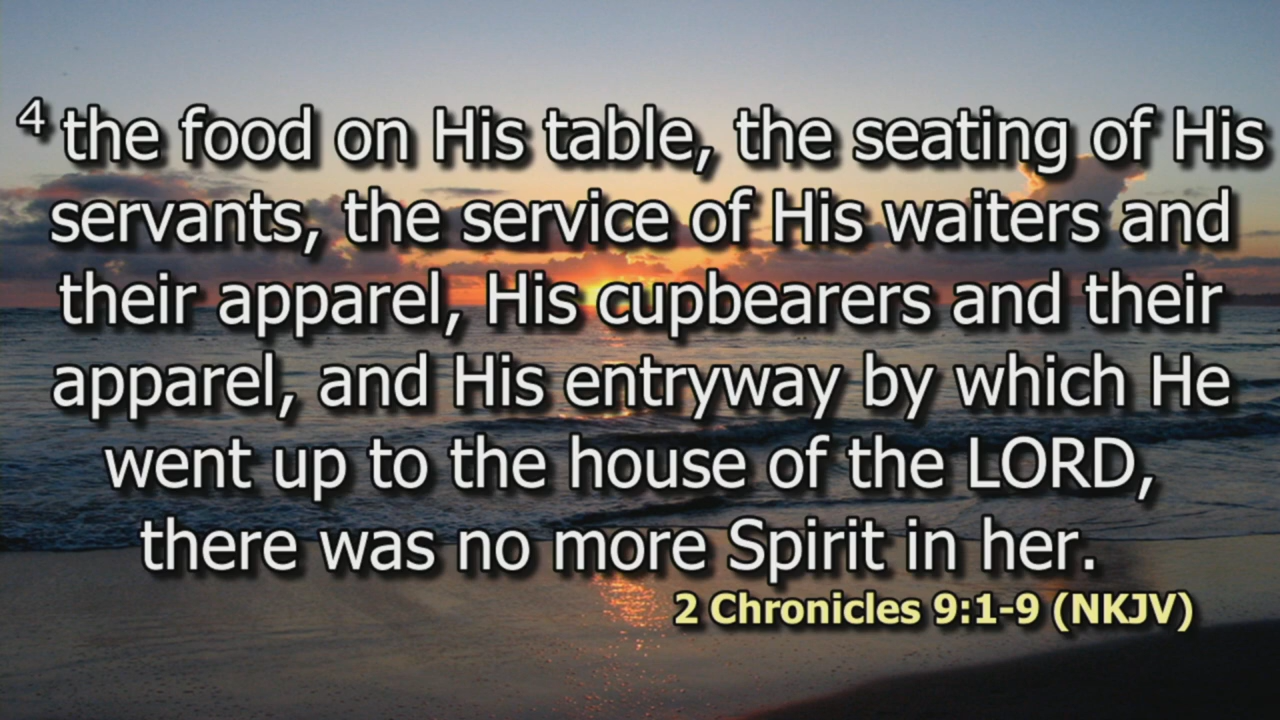 4 the food on His table, the seating of His
servants, the service of His waiters and
their apparel, His cupbearers and their
apparel, and His entryway by which He
went up to the house of the LORD,
there was no more Spirit in her.
2 Chronicles 9:1-9 (NKJV)